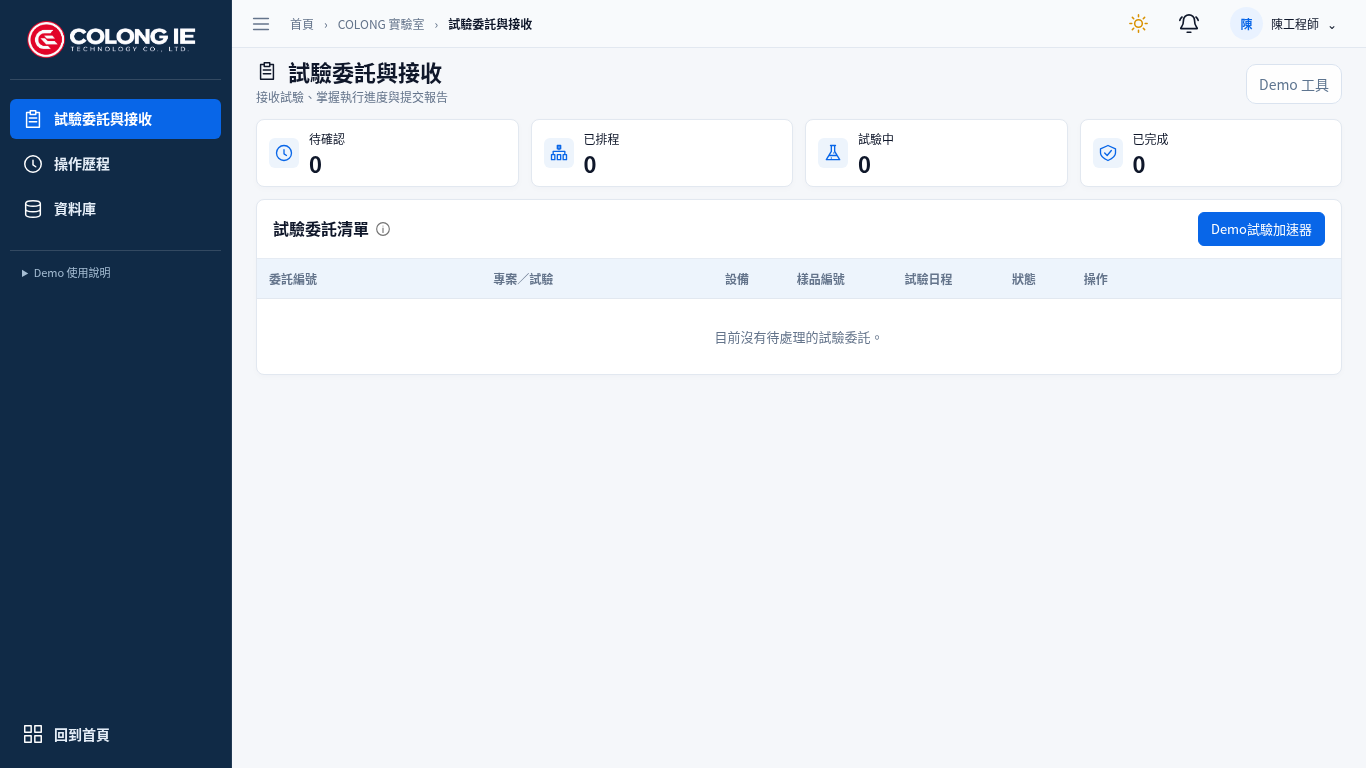 COLONG IE
TECHNOLOGY CO., LTD.
試驗委託與接收
操作歷程
資料庫
Demo 使用說明
回到首頁
首頁 › COLONG 實驗室 › 試驗委託與接收
陳 陳工程師
試驗委託與接收
接收試驗、掌握執行進度與提交報告
Demo 工具
待確認
0
已排程
0
試驗中
0
已完成
0
試驗委託清單
Demo試驗加速器
委託編號 專案／試驗 設備 樣品編號 試驗日程 狀態 操作
目前沒有待處理的試驗委託。